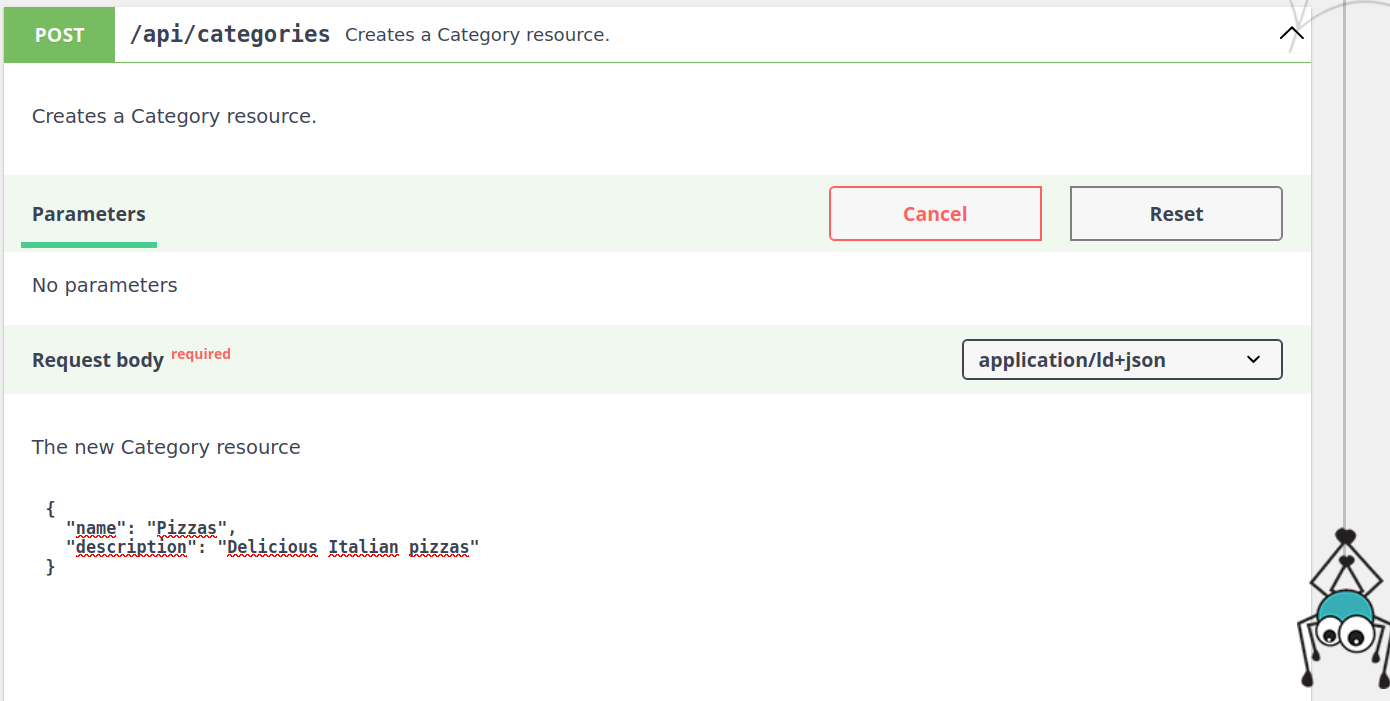 POST /api/categories Creates a Category resource.
Creates a Category resource.
Parameters Cancel Reset
No parameters
Request body required application/ld+json
The new Category resource
{
  "name": "Pizzas",
  "description": "Delicious Italian pizzas"
}